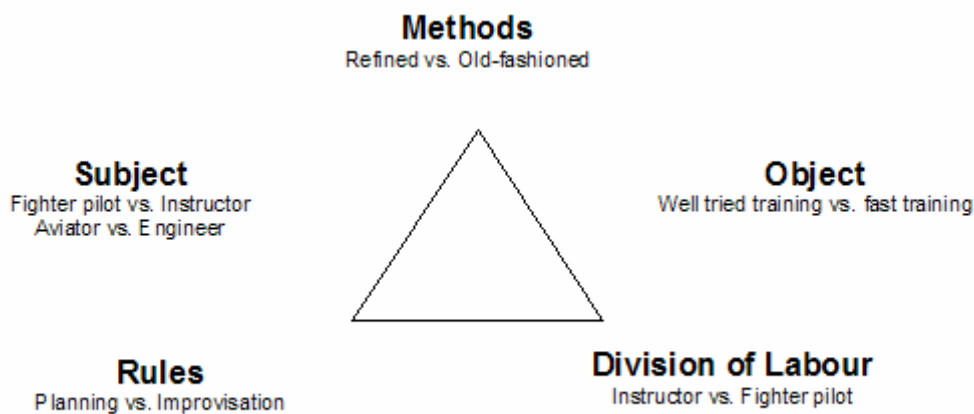 Methods
Refined vs. Old-fashioned
Subject
Fighter pilot vs. Instructor
Aviator vs. Engineer
Object
Well tried training vs. fast training
Rules
Planning vs. Improvisation
Division of Labour
Instructor vs. Fighter pilot